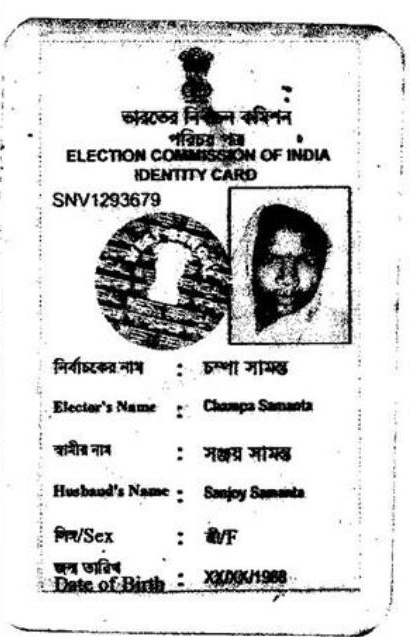 ভারতের নির্বাচন কমিশন
পরিচয় পত্র
ELECTION COMMISSION OF INDIA
IDENTITY CARD
SNV1293679
নির্বাচকের নাম : চম্পা সামন্ত
Elector's Name : Champa Samanta
স্বামীর নাম : সঞ্জয় সামন্ত
Husband's Name : Sanjoy Samanta
লিঙ্গ/Sex : স্ত্রী/F
জন্ম তারিখ
Date of Birth : XX/XX/1988